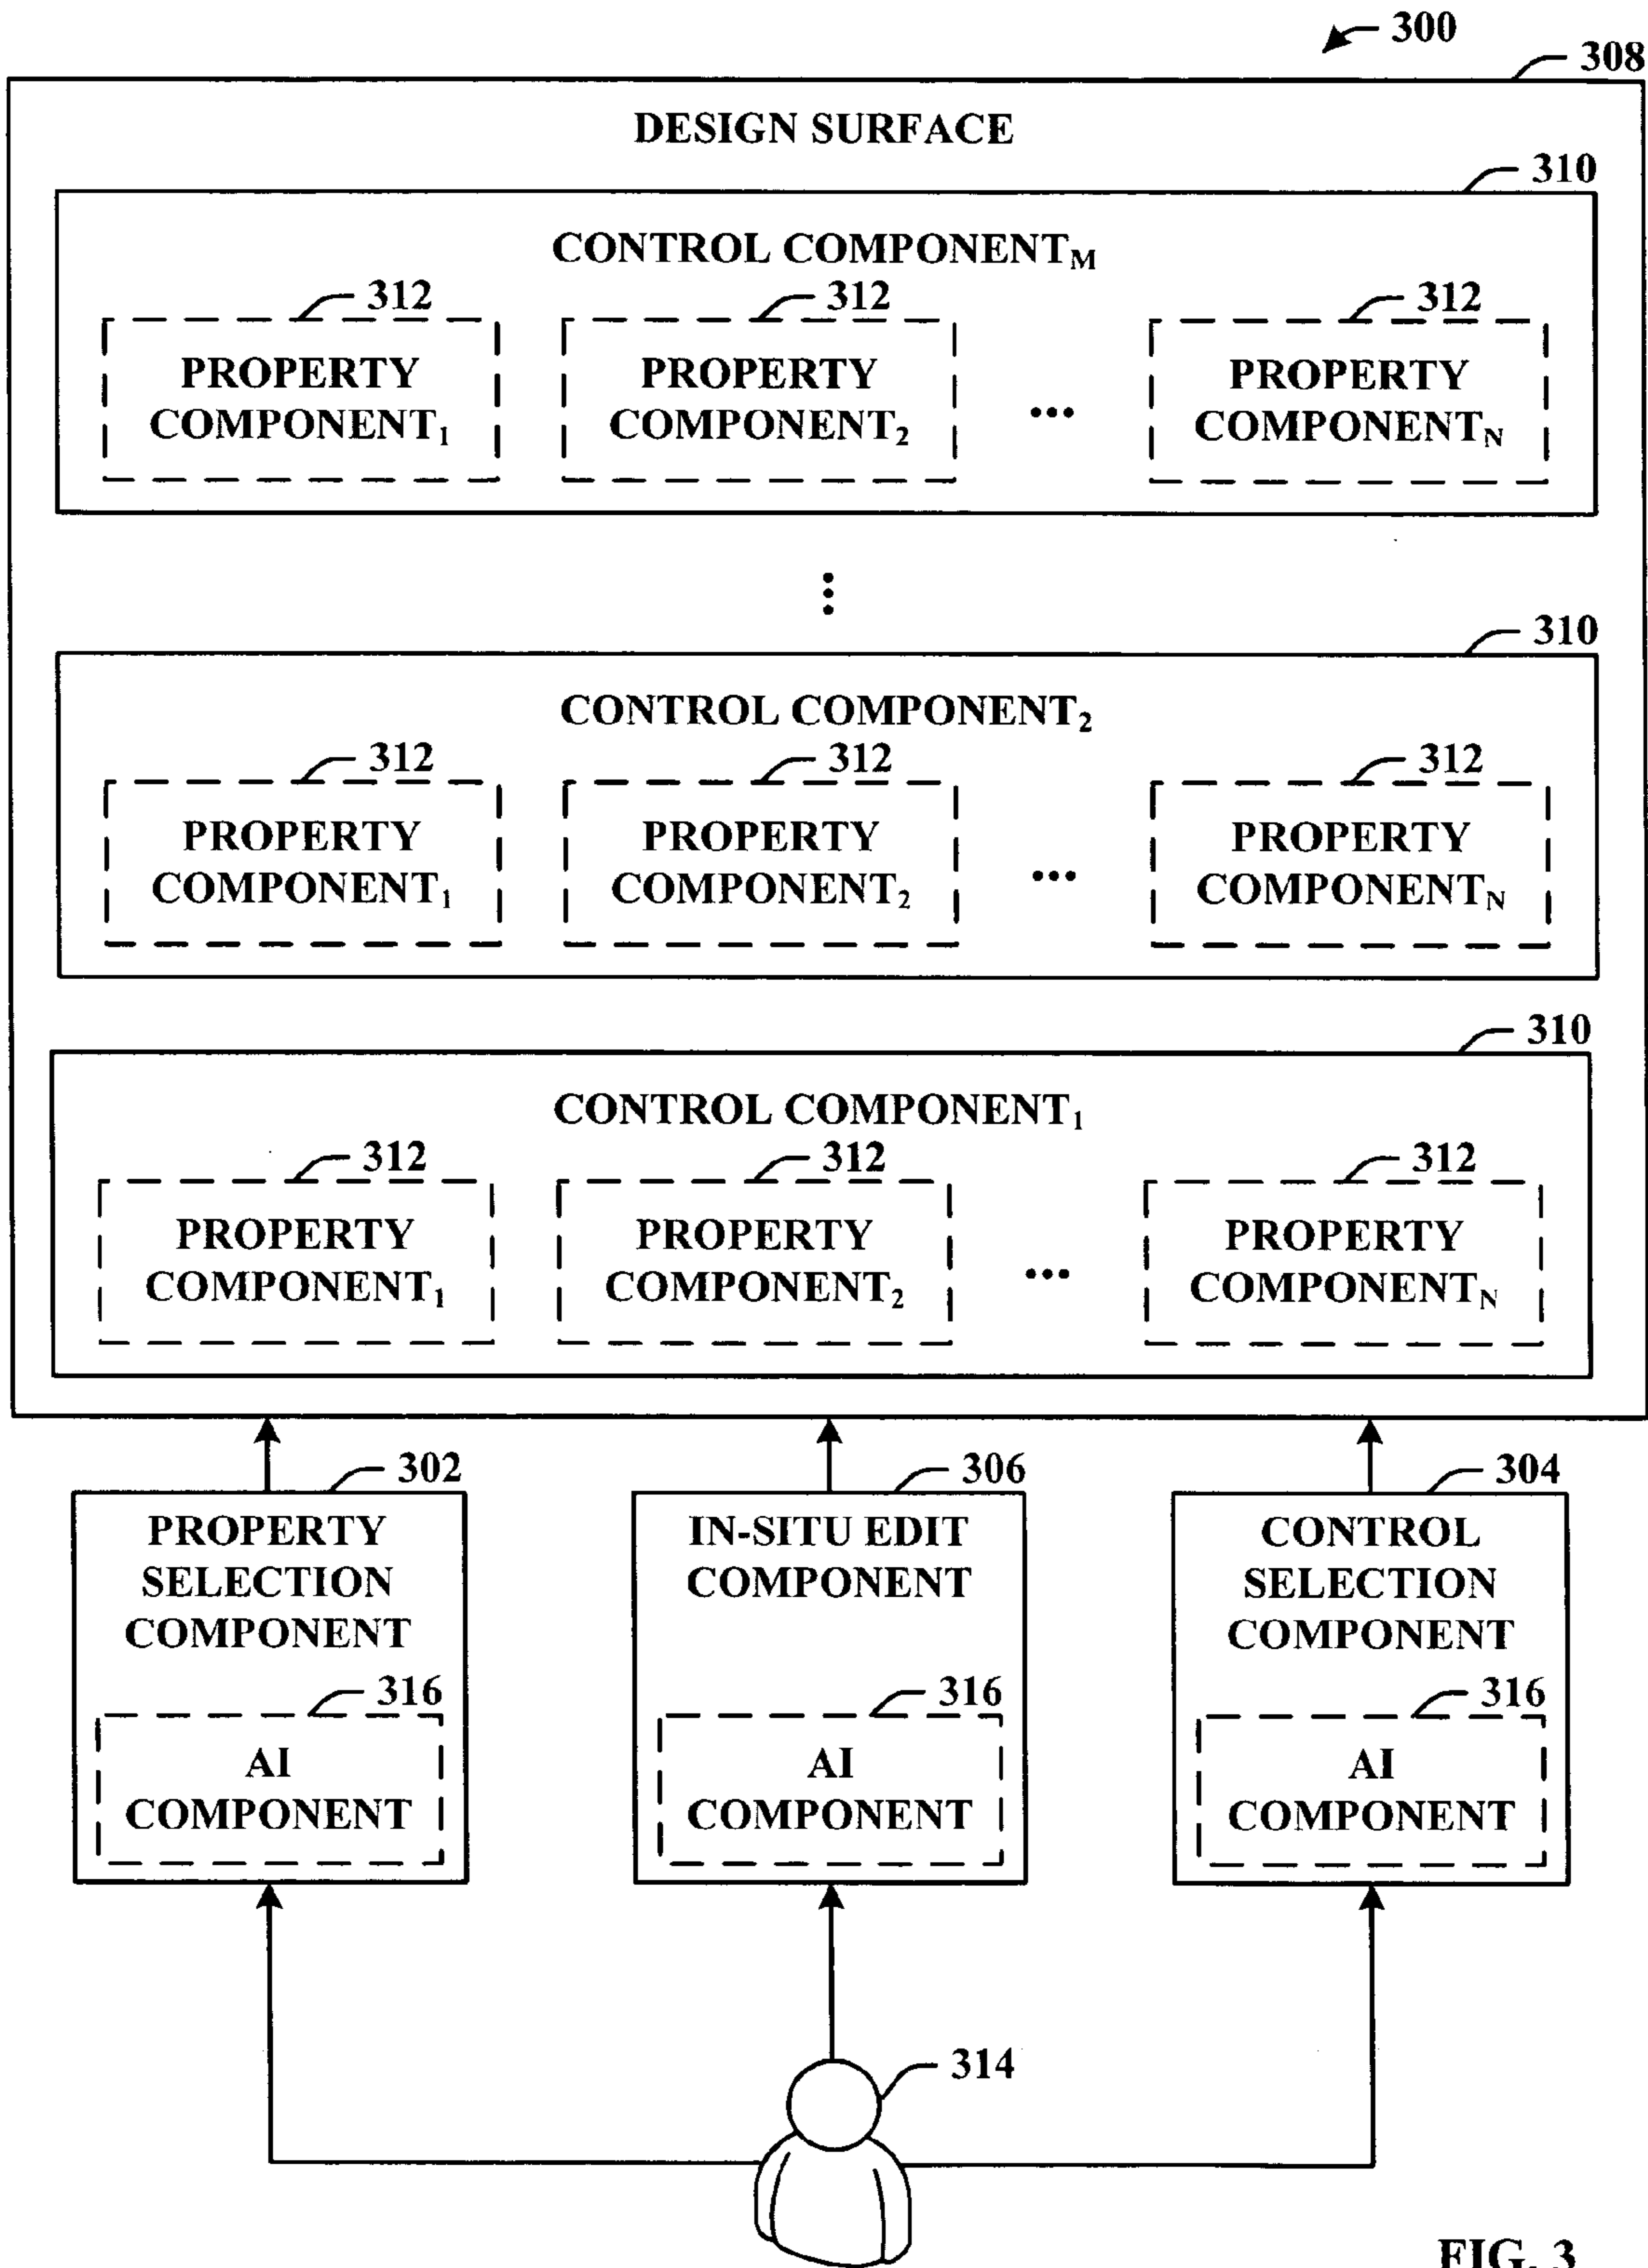 300
308
DESIGN SURFACE
310
CONTROL COMPONENTM
312 312 312
PROPERTY PROPERTY PROPERTY
COMPONENT1 COMPONENT2 ... COMPONENTN
310
CONTROL COMPONENT2
312 312 312
PROPERTY PROPERTY PROPERTY
COMPONENT1 COMPONENT2 ... COMPONENTN
310
CONTROL COMPONENT1
312 312 312
PROPERTY PROPERTY PROPERTY
COMPONENT1 COMPONENT2 ... COMPONENTN
302 306 304
PROPERTY IN-SITU EDIT CONTROL
SELECTION COMPONENT SELECTION
COMPONENT COMPONENT
316 316 316
AI AI AI
COMPONENT COMPONENT COMPONENT
314
FIG. 3